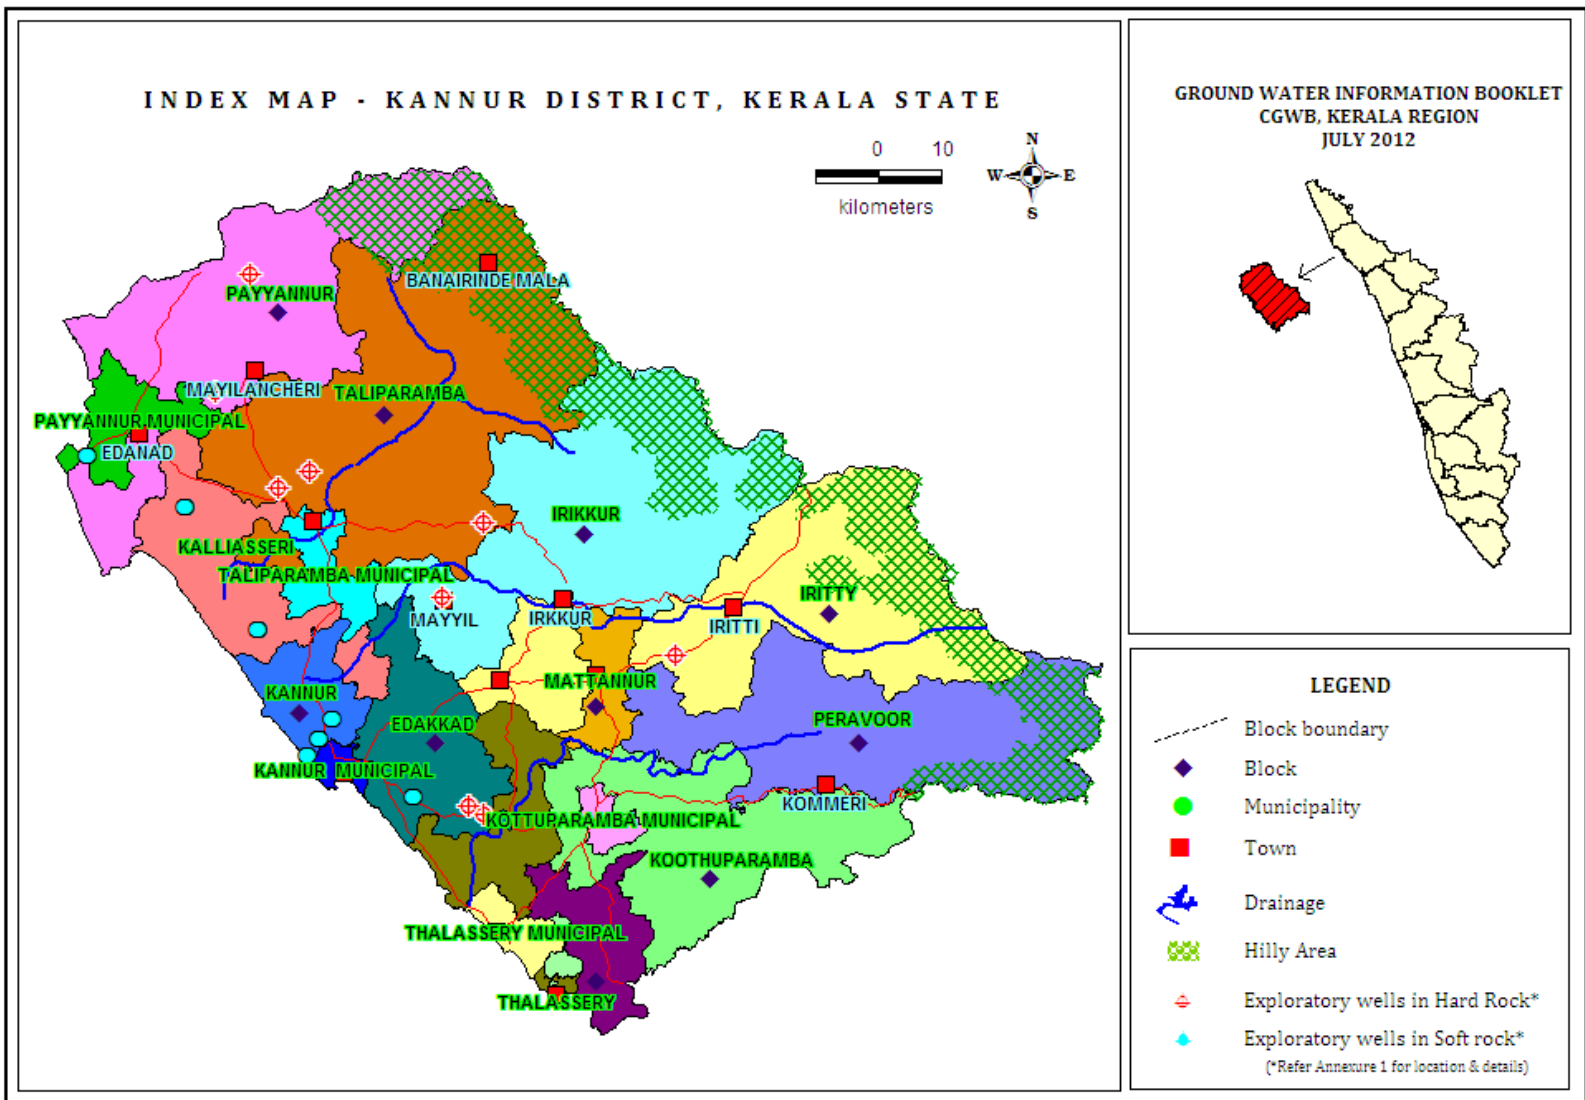 INDEX MAP - KANNUR DISTRICT, KERALA STATE
0 10
kilometers
N
W E
S
BANAIRINDE MALA
PAYYANNUR
MAYILANCHERI
TALIPARAMBA
PAYYANNUR MUNICIPAL
EDANAD
IRIKKUR
KALLIASSERI
TALIPARAMBA MUNICIPAL
IRITTY
MAYYIL
IRKKUR
IRITTI
MATTANNUR
KANNUR
PERAVOOR
EDAKKAD
KANNUR MUNICIPAL
KOMMERI
KOTTUPARAMBA MUNICIPAL
KOOTHUPARAMBA
THALASSERY MUNICIPAL
THALASSERY
GROUND WATER INFORMATION BOOKLET
CGWB, KERALA REGION
JULY 2012
LEGEND
Block boundary
Block
Municipality
Town
Drainage
Hilly Area
Exploratory wells in Hard Rock*
Exploratory wells in Soft rock*
(*Refer Annexure 1 for location & details)